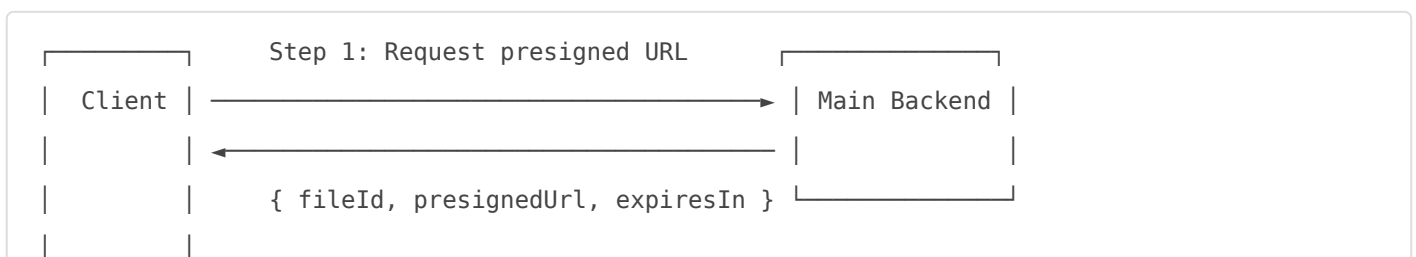 Step 1: Request presigned URL
Client Main Backend
{ fileId, presignedUrl, expiresIn }